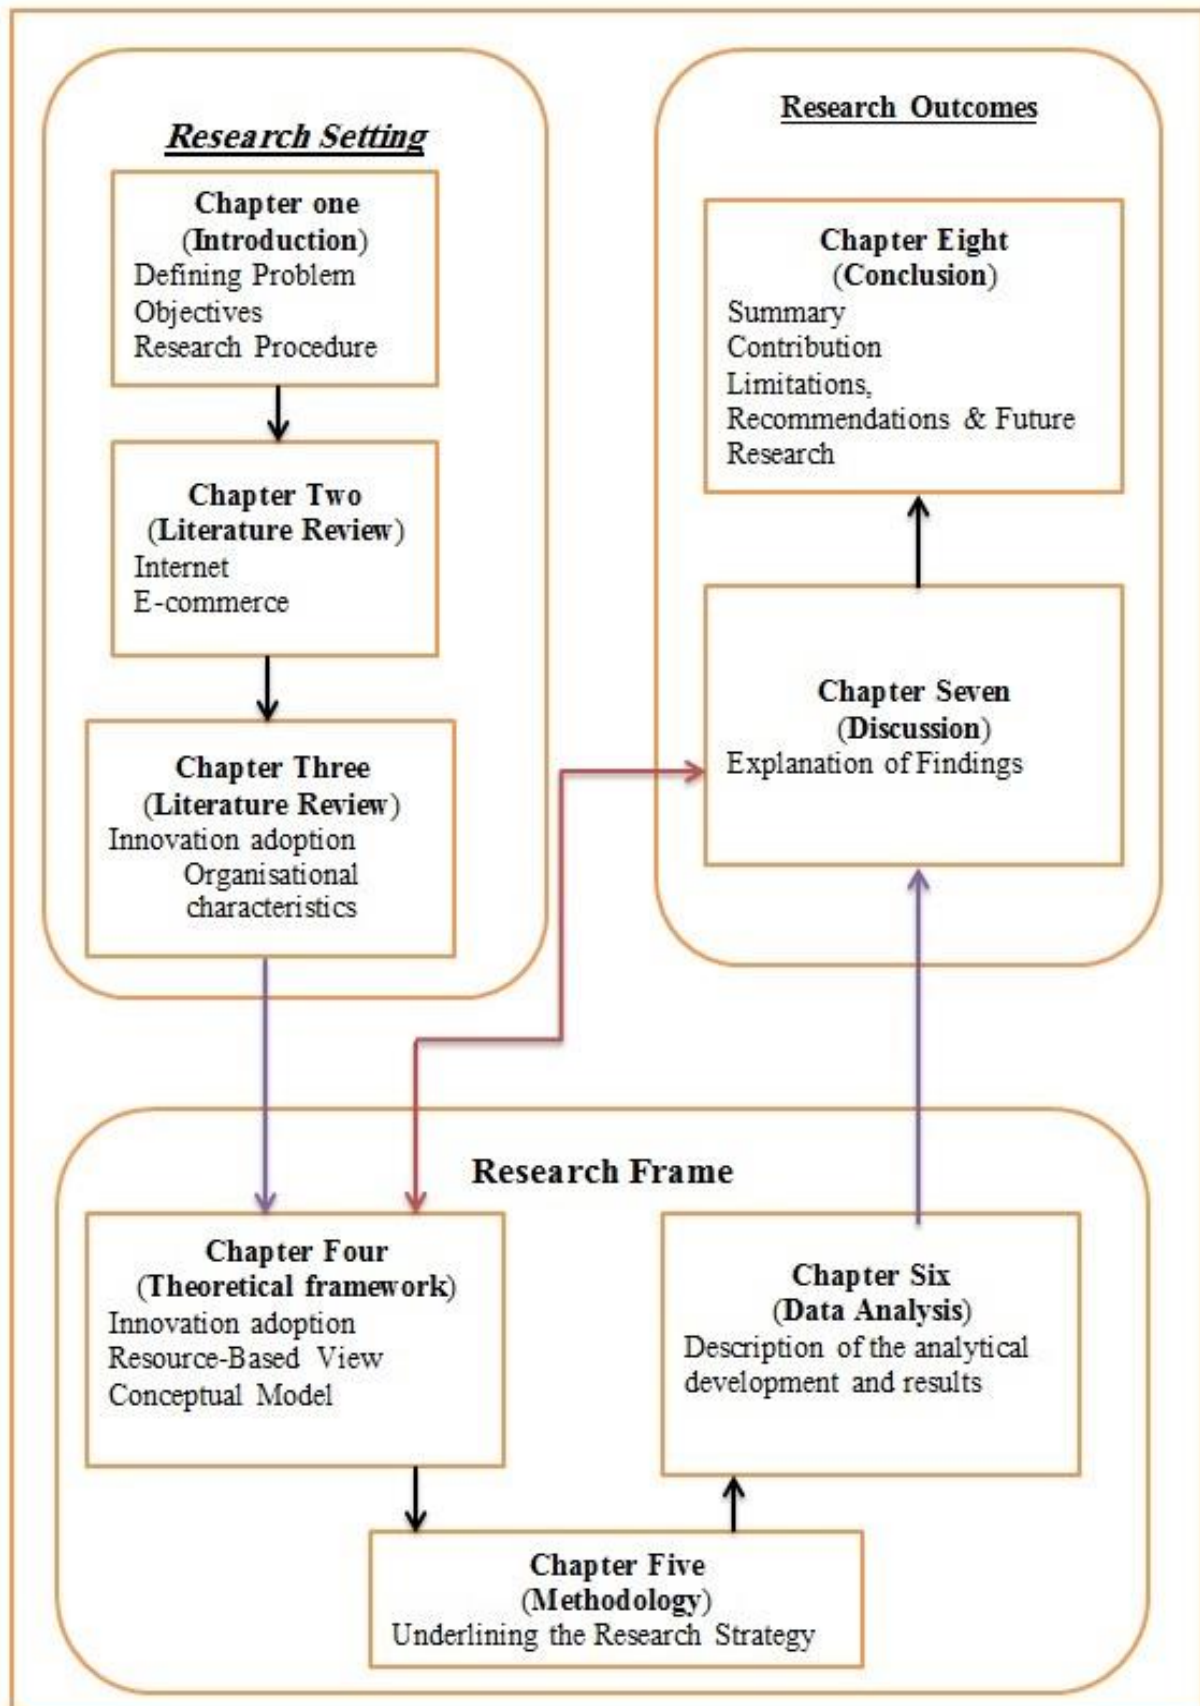 Research Setting
Chapter one
(Introduction)
Defining Problem
Objectives
Research Procedure
Chapter Two
(Literature Review)
Internet
E-commerce
Chapter Three
(Literature Review)
Innovation adoption
Organisational
characteristics
Research Outcomes
Chapter Eight
(Conclusion)
Summary
Contribution
Limitations,
Recommendations & Future
Research
Chapter Seven
(Discussion)
Explanation of Findings
Research Frame
Chapter Four
(Theoretical framework)
Innovation adoption
Resource-Based View
Conceptual Model
Chapter Six
(Data Analysis)
Description of the analytical
development and results
Chapter Five
(Methodology)
Underlining the Research Strategy